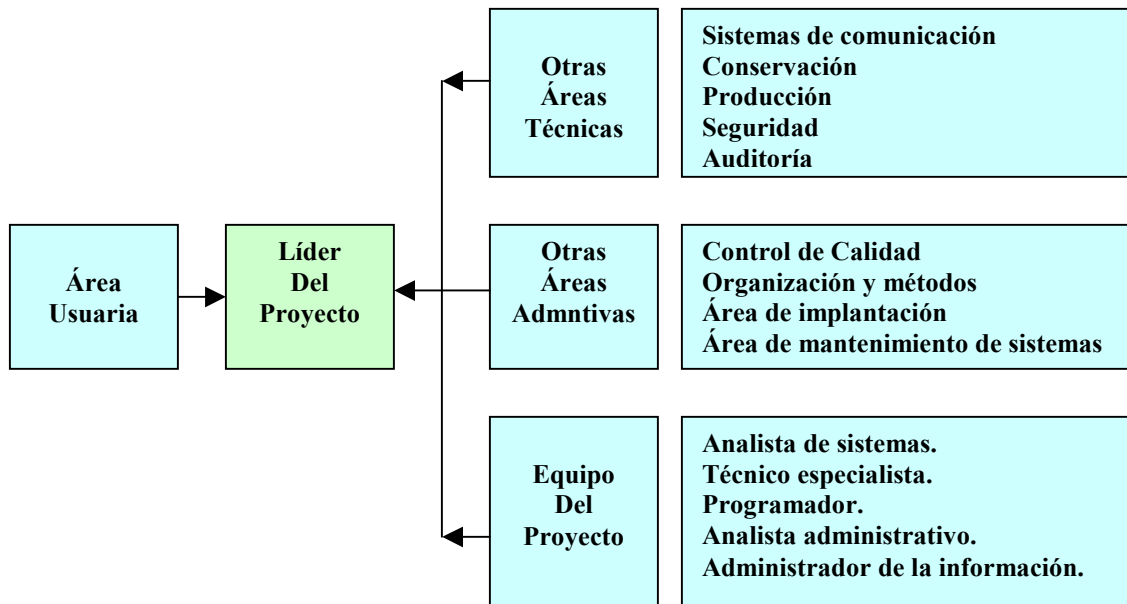 Área
Usuaria
Líder
Del
Proyecto
Otras
Áreas
Técnicas
Sistemas de comunicación
Conservación
Producción
Seguridad
Auditoría
Otras
Áreas
Admntivas
Control de Calidad
Organización y métodos
Área de implantación
Área de mantenimiento de sistemas
Equipo
Del
Proyecto
Analista de sistemas.
Técnico especialista.
Programador.
Analista administrativo.
Administrador de la información.